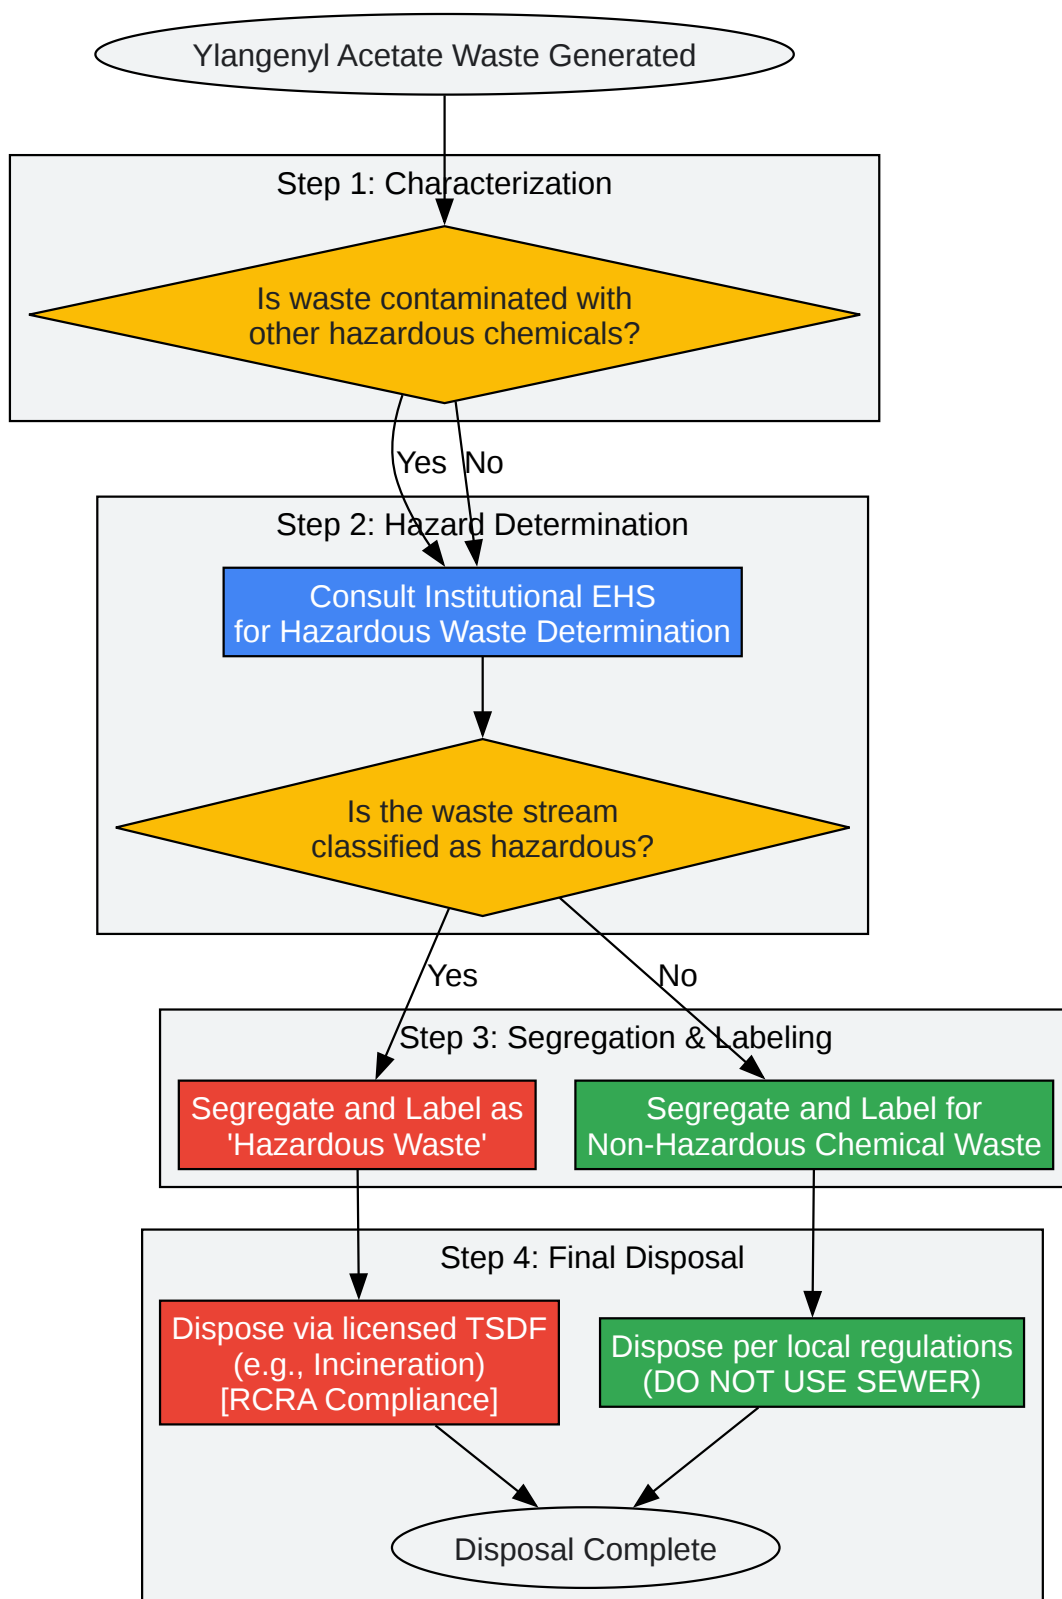 Ylangenyl Acetate Waste Generated
Step 1: Characterization
Is waste contaminated with
other hazardous chemicals?
Yes
No
Step 2: Hazard Determination
Consult Institutional EHS
for Hazardous Waste Determination
Is the waste stream
classified as hazardous?
Yes
No
Step 3: Segregation & Labeling
Segregate and Label as
'Hazardous Waste'
Segregate and Label for
Non-Hazardous Chemical Waste
Step 4: Final Disposal
Dispose via licensed TSDF
(e.g., Incineration)
[RCRA Compliance]
Dispose per local regulations
(DO NOT USE SEWER)
Disposal Complete